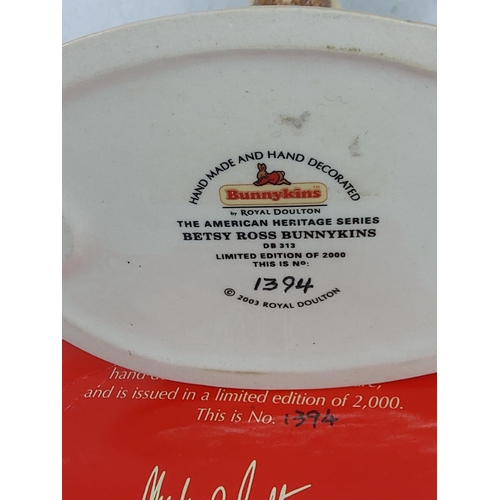 HAND MADE AND HAND DECORATED
Bunnykins™
by ROYAL DOULTON
THE AMERICAN HERITAGE SERIES
BETSY ROSS BUNNYKINS
DB 313
LIMITED EDITION OF 2000
THIS IS Nº:
1394
© 2003 ROYAL DOULTON
and is issued in a limited edition of 2,000.
This is No. 1394